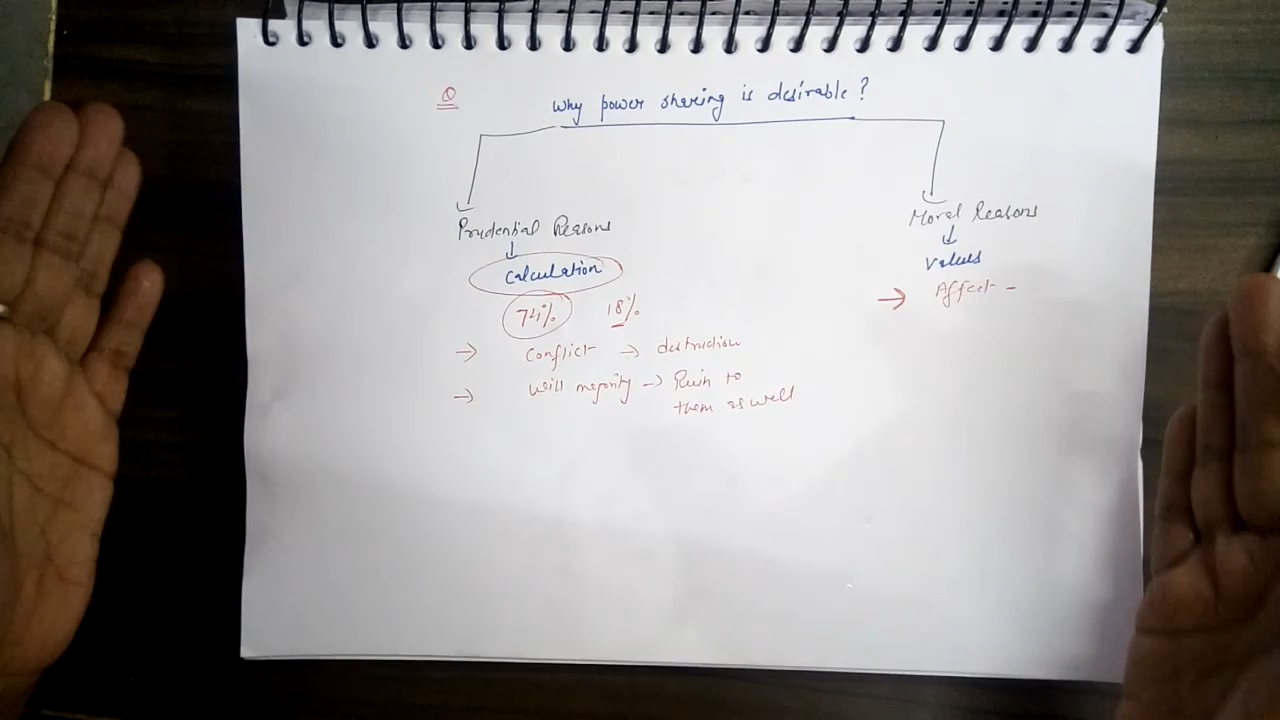 Q
Why power sharing is desirable?
Prudential Reasons
Calculation
74% 18%
→ Conflict → destruction
→ will majority → Ruin to
them as well
Moral Reasons
Values
→ Affect -